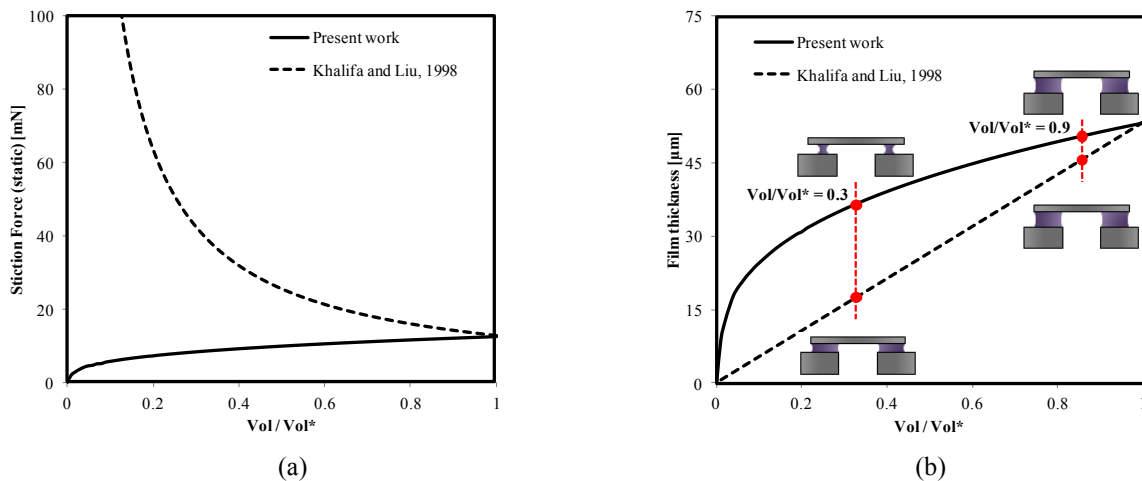 100
80
60
40
20
0
Stiction Force (static) [mN]
Present work
Khalifa and Liu, 1998
0
0.2
0.4
0.6
0.8
1
Vol / Vol*
(a)
75
60
45
30
15
0
Film thickness [µm]
Present work
Khalifa and Liu, 1998
Vol/Vol* = 0.9
Vol/Vol* = 0.3
0
0.2
0.4
0.6
0.8
1
Vol / Vol*
(b)